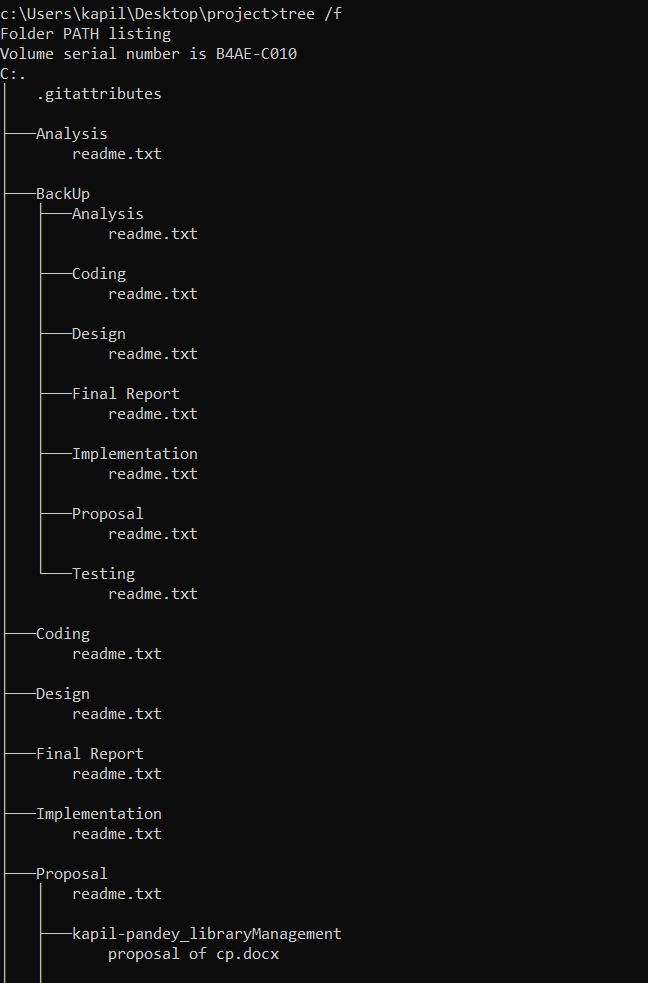 c:\Users\kapil\Desktop\project>tree /f
Folder PATH listing
Volume serial number is B4AE-C010
C:.
│   .gitattributes
│
├───Analysis
│       readme.txt
│
├───BackUp
│   ├───Analysis
│   │       readme.txt
│   │
│   ├───Coding
│   │       readme.txt
│   │
│   ├───Design
│   │       readme.txt
│   │
│   ├───Final Report
│   │       readme.txt
│   │
│   ├───Implementation
│   │       readme.txt
│   │
│   ├───Proposal
│   │       readme.txt
│   │
│   └───Testing
│           readme.txt
│
├───Coding
│       readme.txt
│
├───Design
│       readme.txt
│
├───Final Report
│       readme.txt
│
├───Implementation
│       readme.txt
│
├───Proposal
│   │   readme.txt
│   │
│   ├───kapil-pandey_libraryManagement
│   │       proposal of cp.docx
│   │